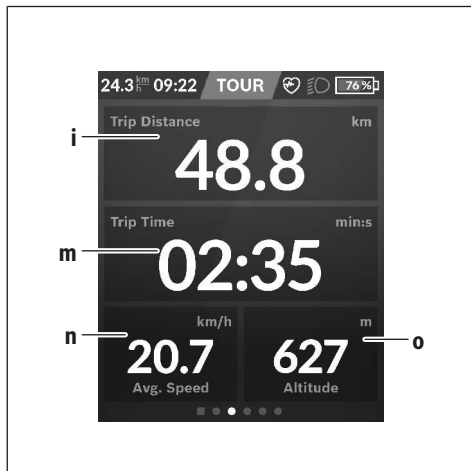 24.3 km/h 09:22 TOUR 76 %
i Trip Distance km
48.8
m Trip Time min:s
02:35
n km/h m o
20.7 627
Avg. Speed Altitude